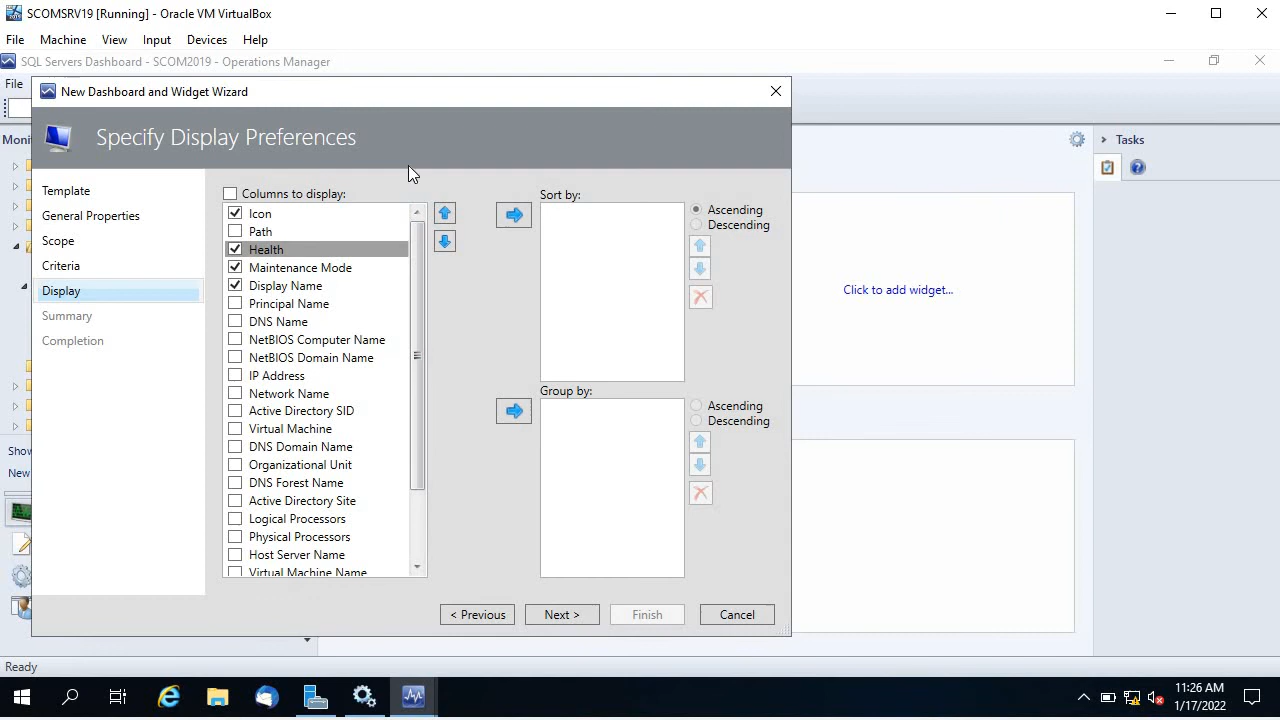 SCOMSRV19 [Running] - Oracle VM VirtualBox
File Machine View Input Devices Help
SQL Servers Dashboard - SCOM2019 - Operations Manager
File
New Dashboard and Widget Wizard
Specify Display Preferences
Tasks
Template
General Properties
Scope
Criteria
Display
Summary
Completion
Columns to display:
Icon
Path
Health
Maintenance Mode
Display Name
Principal Name
DNS Name
NetBIOS Computer Name
NetBIOS Domain Name
IP Address
Network Name
Active Directory SID
Virtual Machine
DNS Domain Name
Organizational Unit
DNS Forest Name
Active Directory Site
Logical Processors
Physical Processors
Host Server Name
Virtual Machine Name
Sort by:
Ascending
Descending
Group by:
Ascending
Descending
Click to add widget...
New
< Previous
Next >
Finish
Cancel
Ready
11:26 AM
1/17/2022